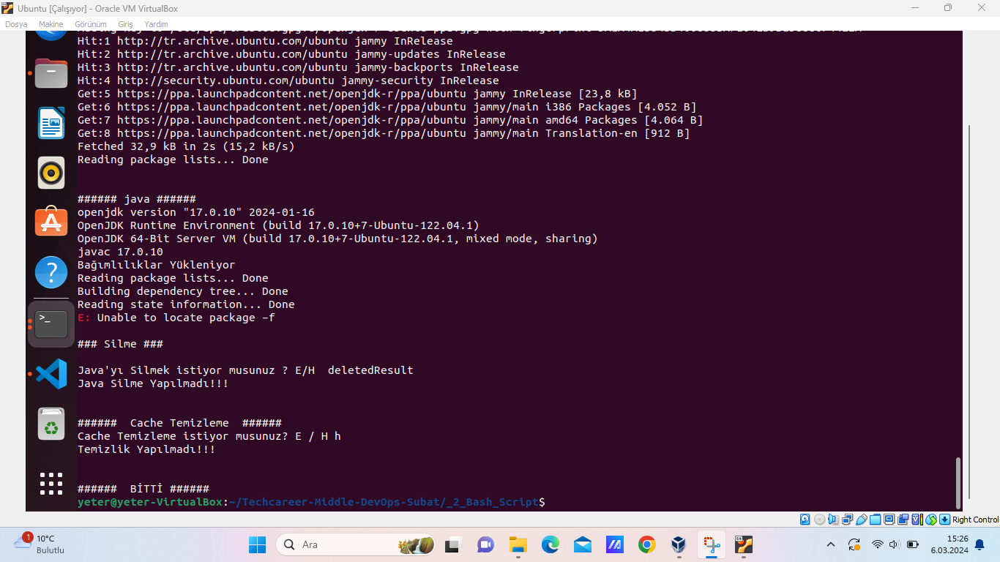 Ubuntu [Çalışıyor] - Oracle VM VirtualBox
Dosya Makine Görünüm Giriş Yardım
Hit:1 http://tr.archive.ubuntu.com/ubuntu jammy InRelease
Hit:2 http://tr.archive.ubuntu.com/ubuntu jammy-updates InRelease
Hit:3 http://tr.archive.ubuntu.com/ubuntu jammy-backports InRelease
Hit:4 http://security.ubuntu.com/ubuntu jammy-security InRelease
Get:5 https://ppa.launchpadcontent.net/openjdk-r/ppa/ubuntu jammy InRelease [23,8 kB]
Get:6 https://ppa.launchpadcontent.net/openjdk-r/ppa/ubuntu jammy/main i386 Packages [4.052 B]
Get:7 https://ppa.launchpadcontent.net/openjdk-r/ppa/ubuntu jammy/main amd64 Packages [4.064 B]
Get:8 https://ppa.launchpadcontent.net/openjdk-r/ppa/ubuntu jammy/main Translation-en [912 B]
Fetched 32,9 kB in 2s (15,2 kB/s)
Reading package lists... Done
###### java ######
openjdk version "17.0.10" 2024-01-16
OpenJDK Runtime Environment (build 17.0.10+7-Ubuntu-122.04.1)
OpenJDK 64-Bit Server VM (build 17.0.10+7-Ubuntu-122.04.1, mixed mode, sharing)
javac 17.0.10
Bağımlılıklar Yükleniyor
Reading package lists... Done
Building dependency tree... Done
Reading state information... Done
E: Unable to locate package –f
### Silme ###
Java'yı Silmek istiyor musunuz ? E/H  deletedResult
Java Silme Yapılmadı!!!
######  Cache Temizleme  ######
Cache Temizleme istiyor musunuz? E / H h
Temizlik Yapılmadı!!!
######  BİTTİ ######
yeter@yeter-VirtualBox:~/Techcareer-Middle-DevOps-Subat/_2_Bash_Script$
Right Control
1
10°C
Bulutlu
Ara
15:26
6.03.2024